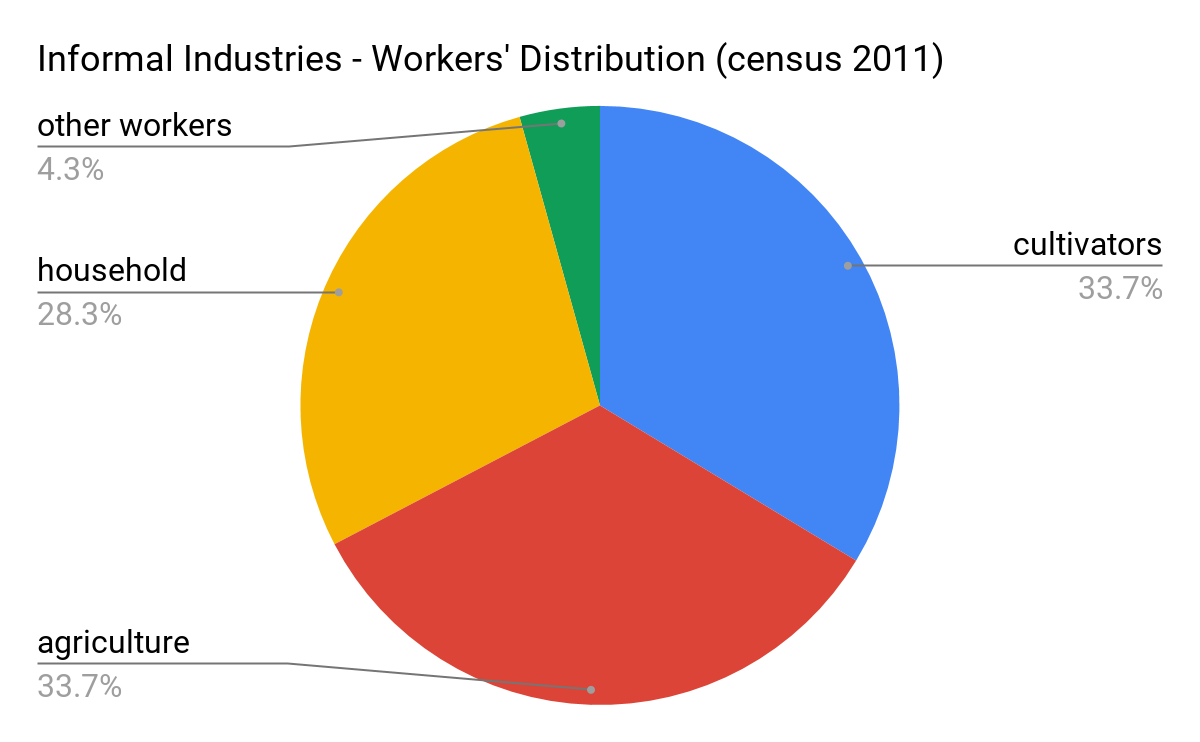 Informal Industries - Workers' Distribution (census 2011)
other workers
4.3%
cultivators
33.7%
household
28.3%
agriculture
33.7%